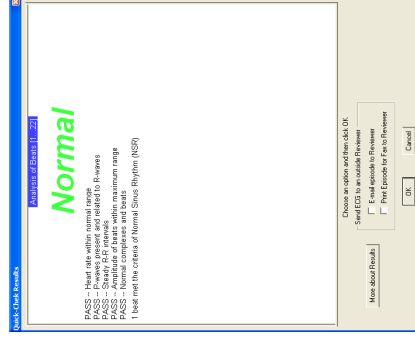 Quick-Chek Results
Analysis of Beats [1...22]
Normal
PASS -- Heart rate within normal range
PASS -- P-waves present and related to R-waves
PASS -- Steady R-R intervals
PASS -- Amplitude of beats within maximum range
PASS -- Normal complexes and beats
1 beat met the criteria of Normal Sinus Rhythm (NSR)
Choose an option and then click OK.
Send ECG to an outside Reviewer
E-mail episode to Reviewer
Print Episode for Fax to Reviewer
More about Results
OK
Cancel